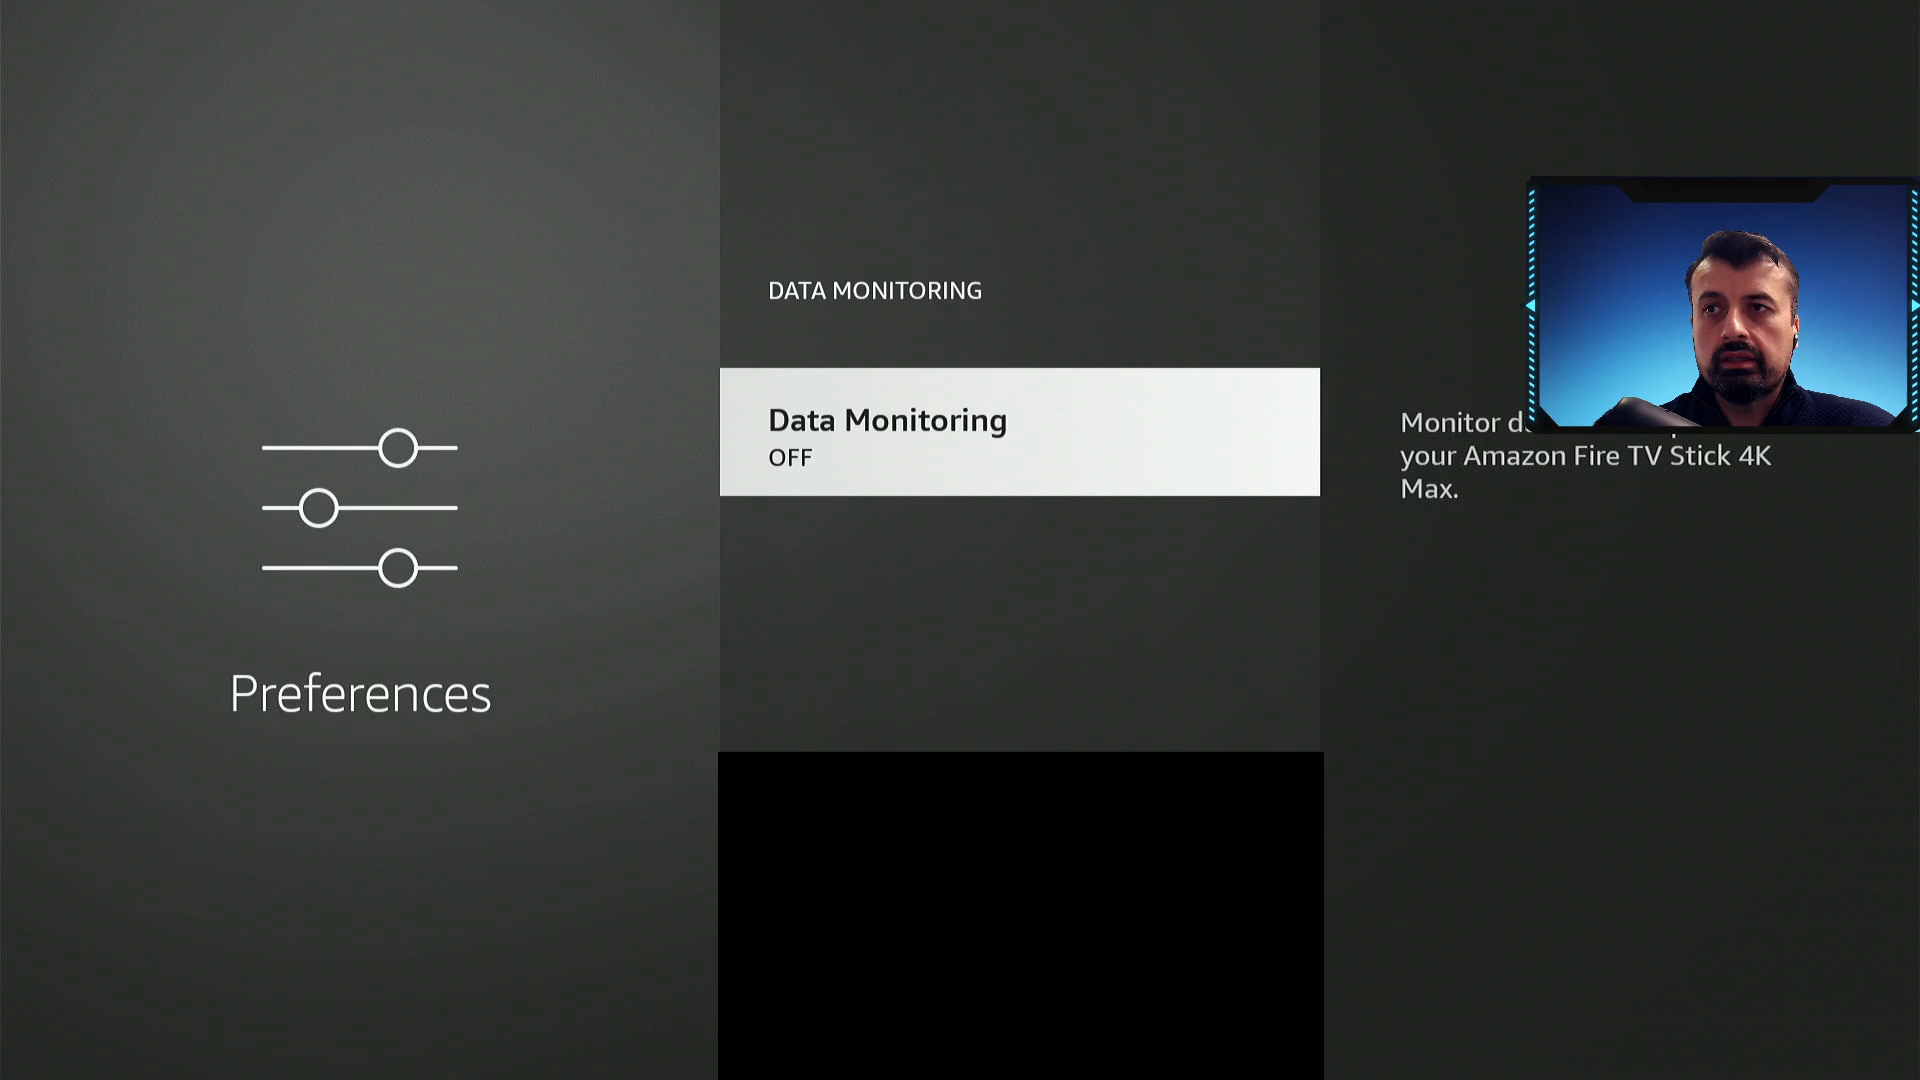 DATA MONITORING
Data Monitoring
OFF
Monitor
your Amazon Fire TV Stick 4K
Max.
Preferences